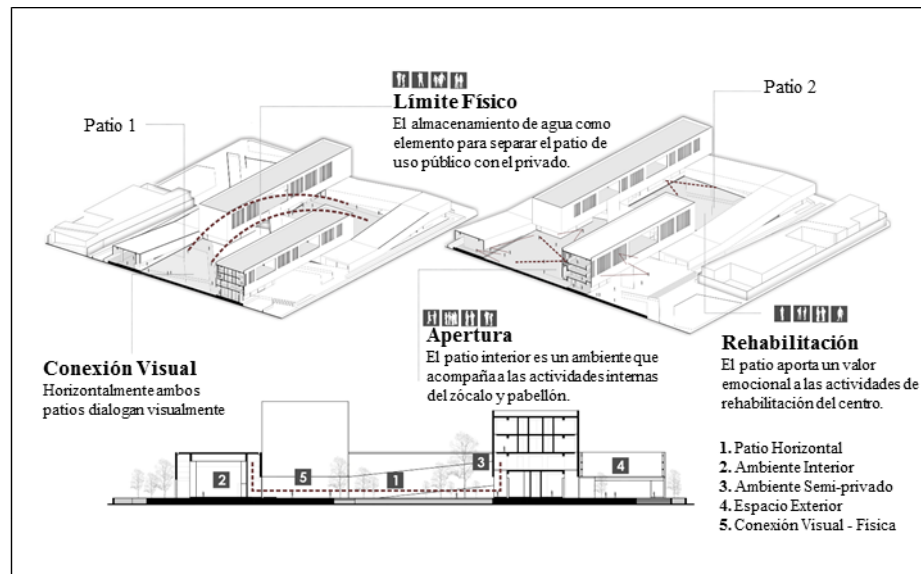 Patio 1
Límite Físico
El almacenamiento de agua como
elemento para separar el patio de
uso público con el privado.
Patio 2
Conexión Visual
Horizontalmente ambos
patios dialogan visualmente
Apertura
El patio interior es un ambiente que
acompaña a las actividades internas
del zócalo y pabellón.
Rehabilitación
El patio aporta un valor
emocional a las actividades de
rehabilitación del centro.
2
5
1
3
4
1. Patio Horizontal
2. Ambiente Interior
3. Ambiente Semi-privado
4. Espacio Exterior
5. Conexión Visual - Física